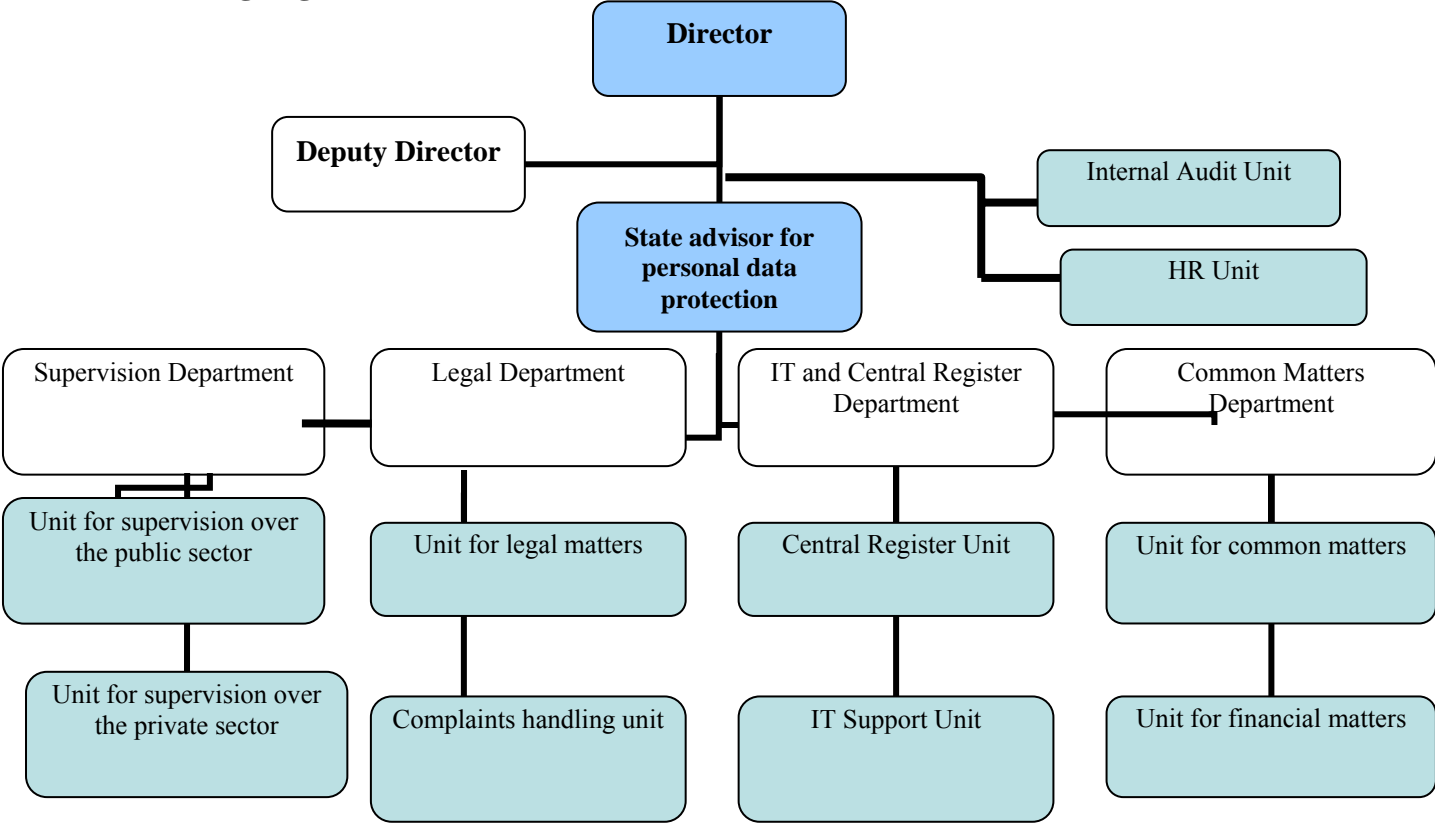 Director
Deputy Director
Internal Audit Unit
State advisor for
personal data
protection
HR Unit
Supervision Department
Legal Department
IT and Central Register
Department
Common Matters
Department
Unit for supervision over
the public sector
Unit for legal matters
Central Register Unit
Unit for common matters
Unit for supervision over
the private sector
Complaints handling unit
IT Support Unit
Unit for financial matters